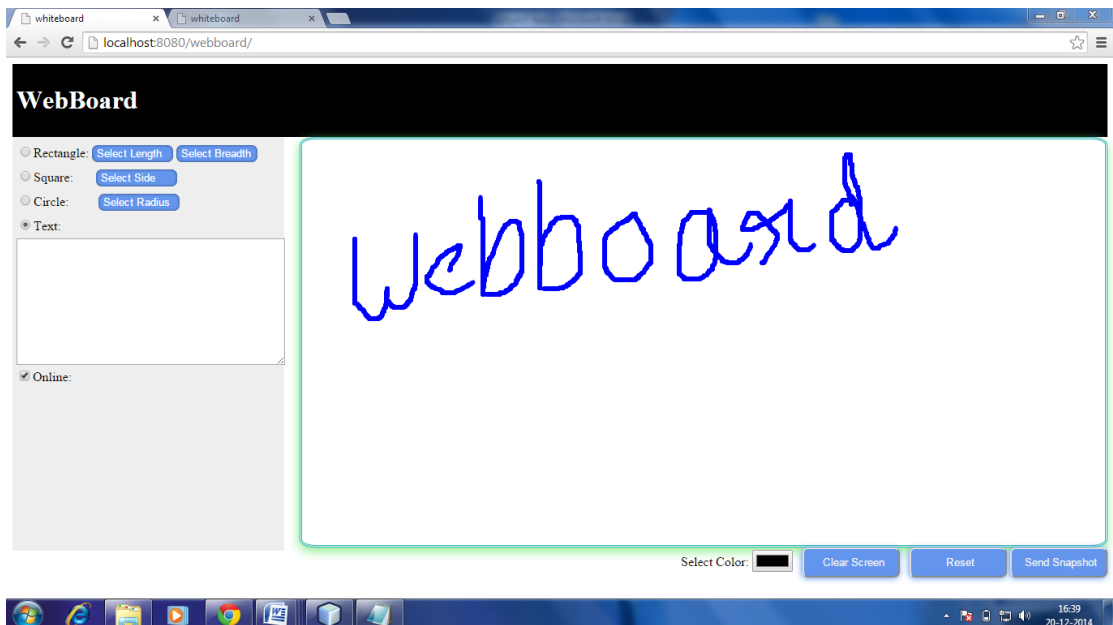 whiteboard
whiteboard
localhost:8080/webboard/
WebBoard
Rectangle: Select Length Select Breadth
Square: Select Side
Circle: Select Radius
Text:
Online:
Webboard
Select Color: Clear Screen Reset Send Snapshot
16:39
20-12-2014